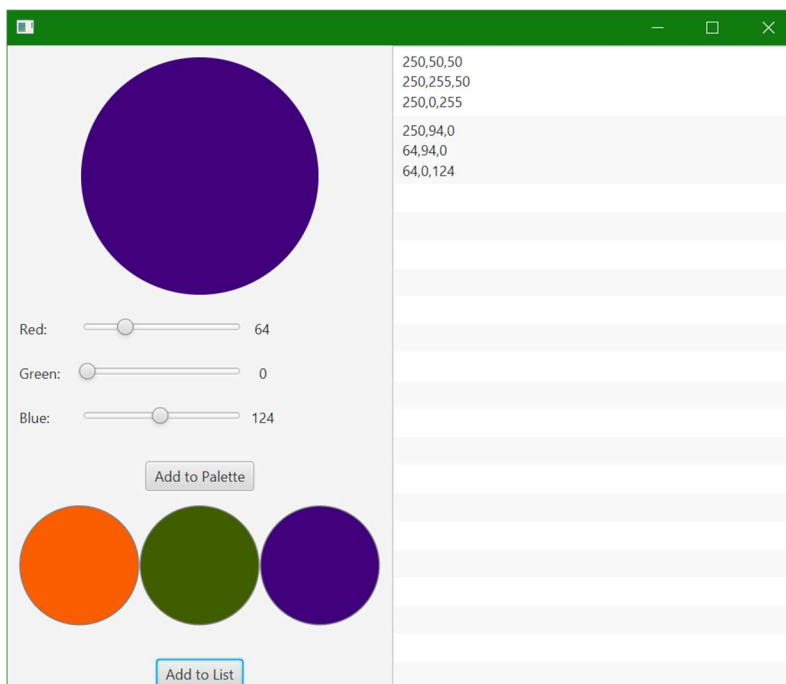 Red: 64
Green: 0
Blue: 124
Add to Palette
Add to List
250,50,50
250,255,50
250,0,255
250,94,0
64,94,0
64,0,124